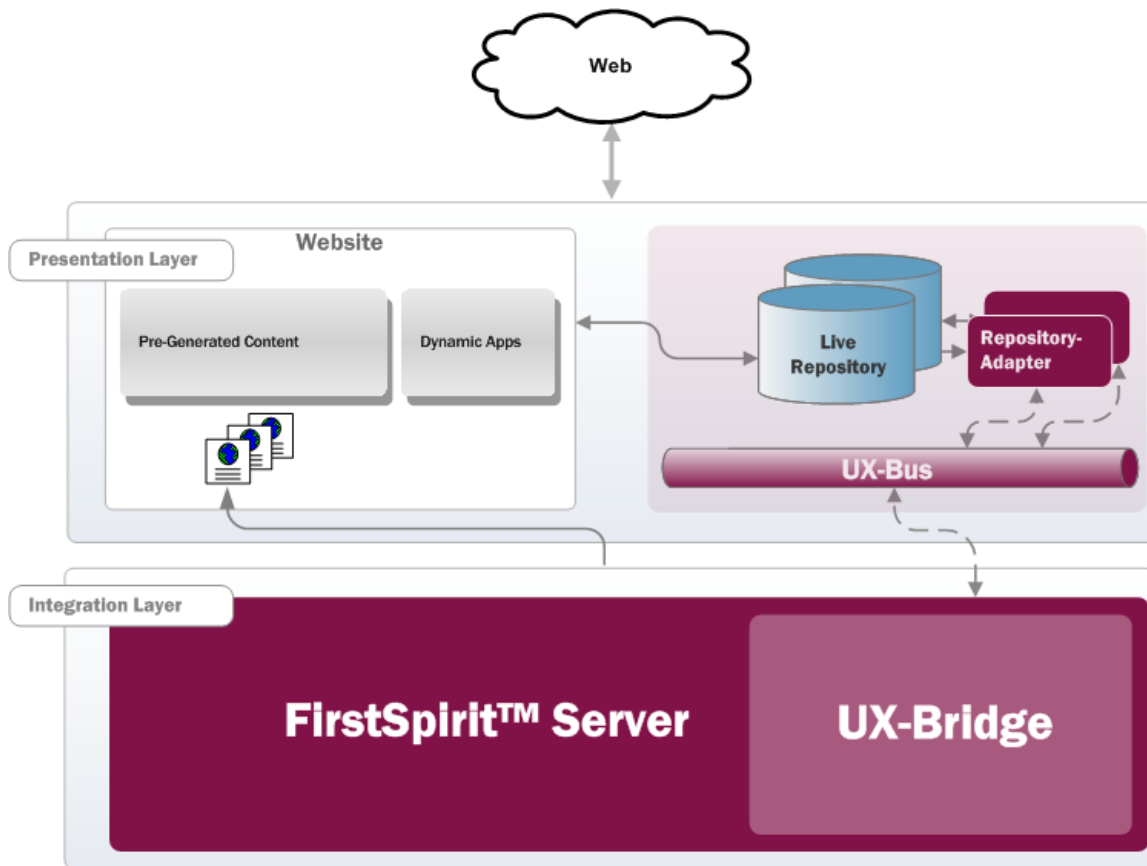 Web
Website
Presentation Layer
Pre-Generated Content
Dynamic Apps
Live
Repository
Repository-
Adapter
UX-Bus
Integration Layer
FirstSpirit™ Server
UX-Bridge